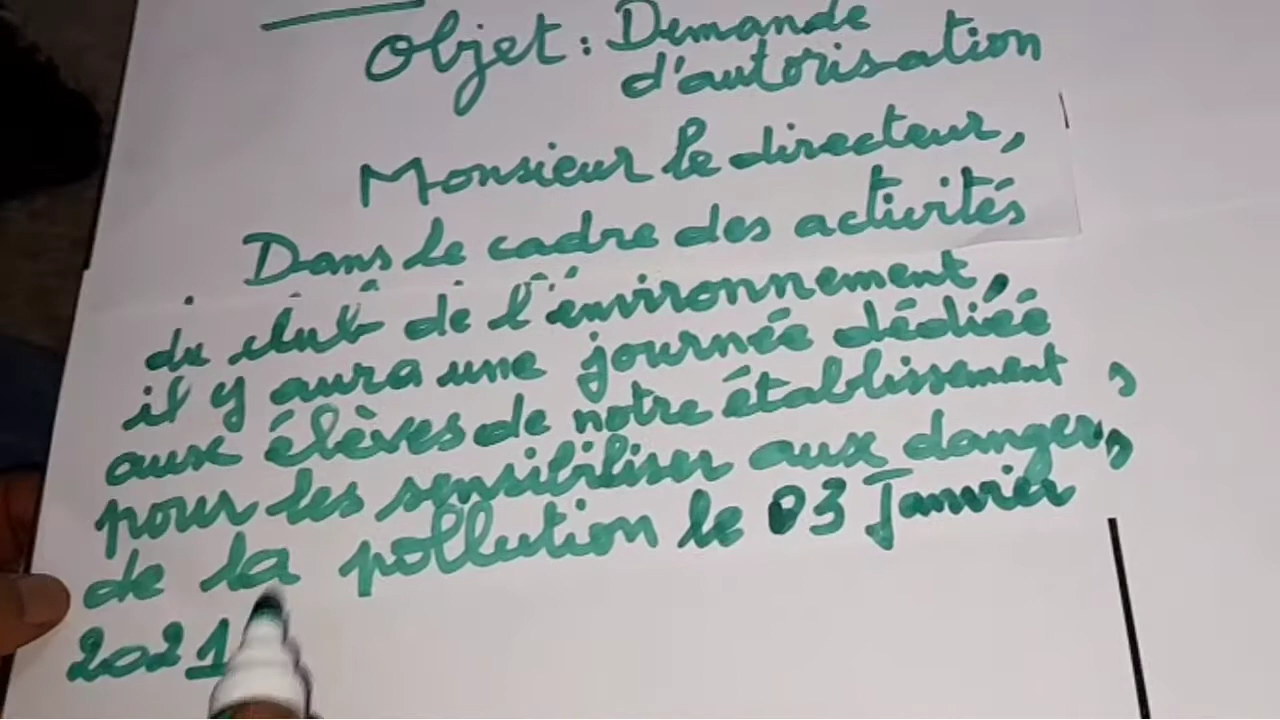 Objet : Demande
d'autorisation
Monsieur le directeur,
Dans le cadre des activités
du club de l'environnement,
il y aura une journée dédiée
aux élèves de notre établissement,
pour les sensibiliser aux dangers,
de la pollution le 03 Janvier
2021